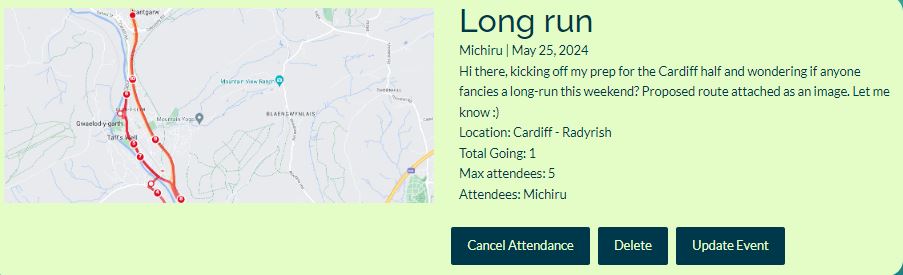 Long run
Michiru | May 25, 2024
Hi there, kicking off my prep for the Cardiff half and wondering if anyone
fancies a long-run this weekend? Proposed route attached as an image. Let me
know :)
Location: Cardiff - Radyrish
Total Going: 1
Max attendees: 5
Attendees: Michiru
Cancel Attendance
Delete
Update Event
Mountain View Ranch
Mountain Yoga
BLAENGWYNLAIS
Gwaelod-y-garth
Taff's Well